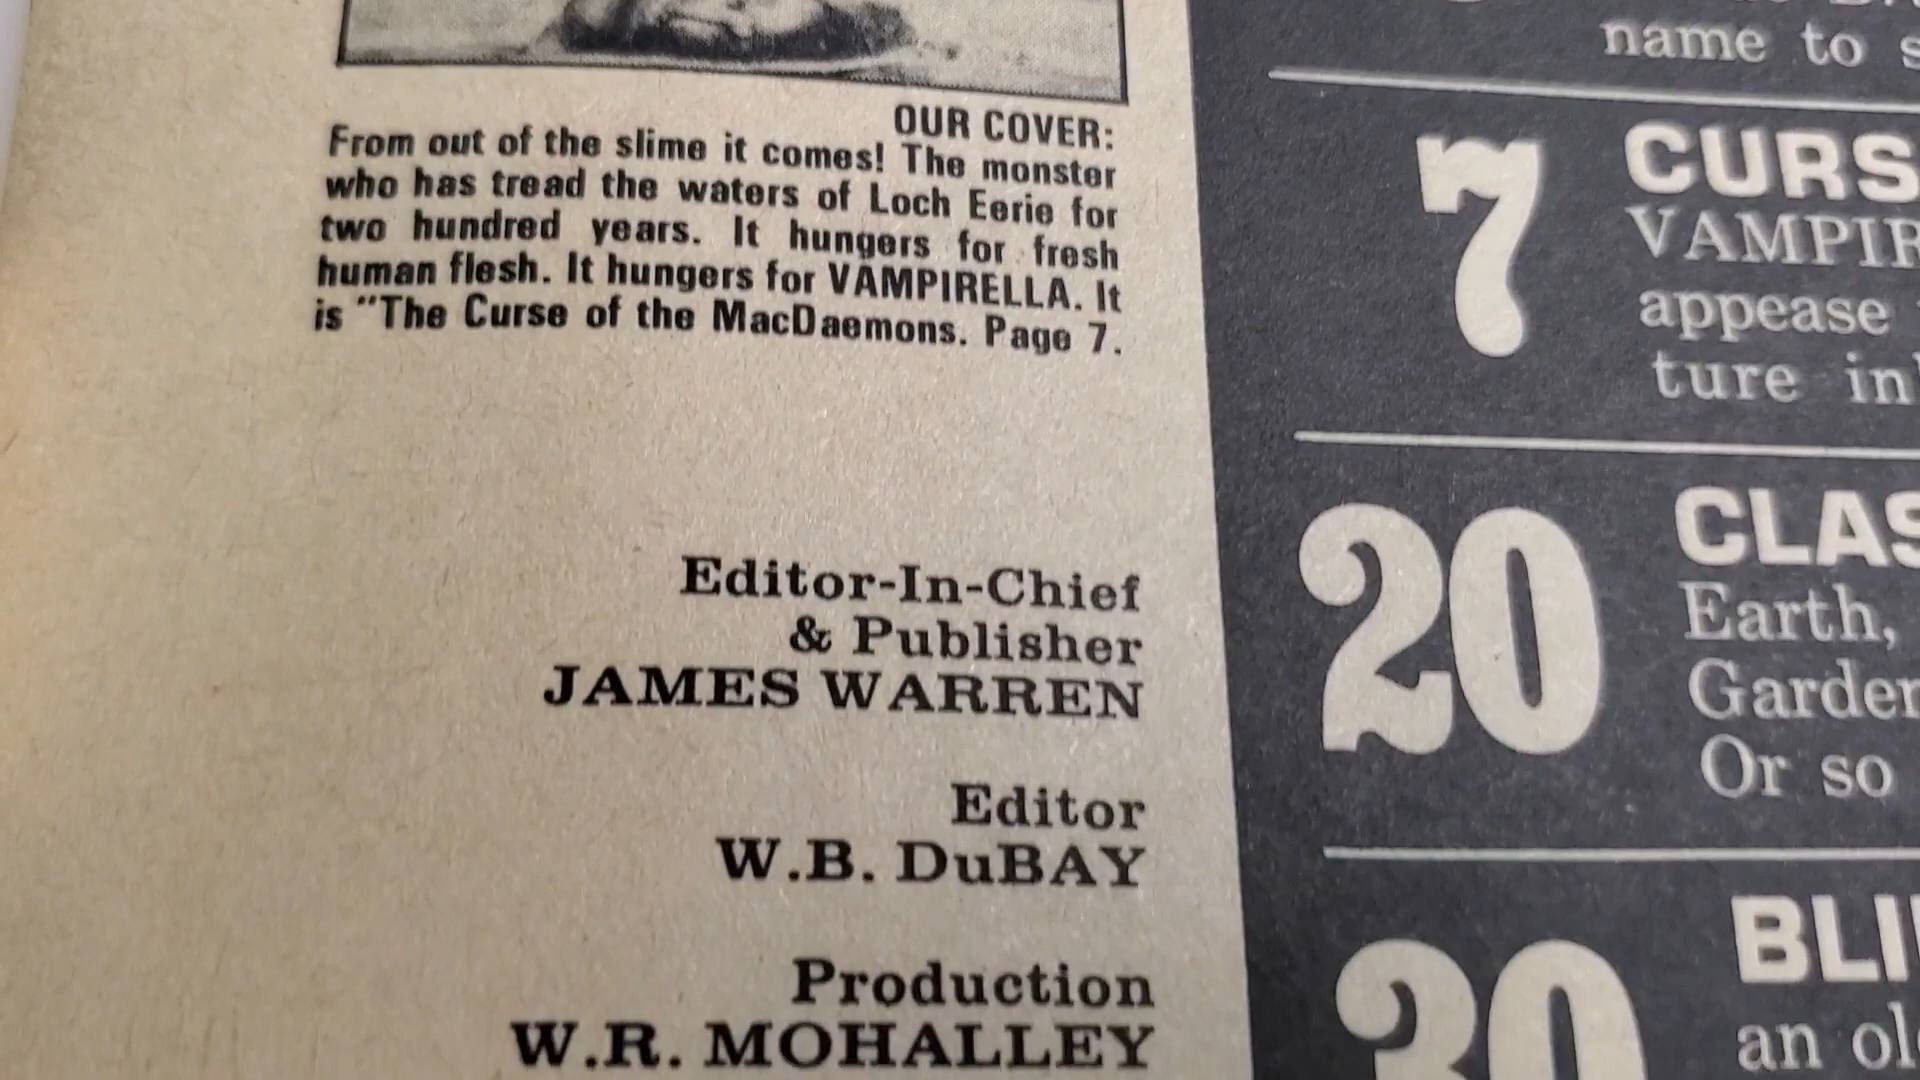 OUR COVER:
From out of the slime it comes! The monster
who has tread the waters of Loch Eerie for
two hundred years. It hungers for fresh
human flesh. It hungers for VAMPIRELLA. It
is "The Curse of the MacDaemons. Page 7.
Editor-In-Chief
& Publisher
JAMES WARREN
Editor
W.B. DuBAY
Production
W.R. MOHALLEY
name to s
7
CURS
VAMPIR
appease
ture in
20
CLAS
Earth,
Garden
Or so
30
BLI
an ol